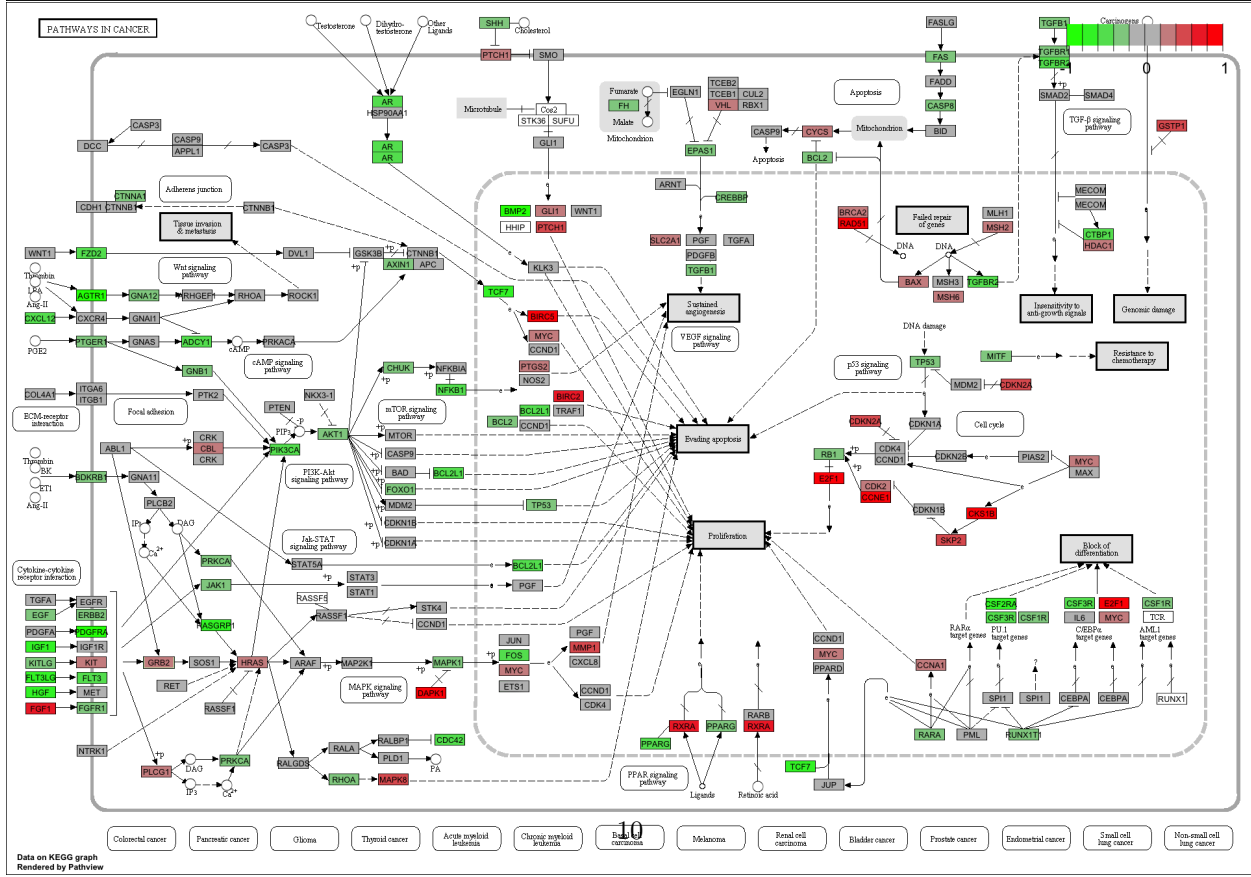 PATHWAYS IN CANCER
Testosterone
Dihydro-
testosterone
Other
Ligands
SHH
Cholesterol
PTCH1
SMO
Microtubule
Cos2
STK36
SUFU
GLI1
Fumarate
FH
Malate
Mitochondrion
EGLN1
TCEB2
TCEB1
CUL2
VHL
RBX1
EPAS1
FASLG
FAS
FADD
CASP8
BID
Apoptosis
Mitochondrion
CYCS
CASP9
Apoptosis
BCL2
TGFB1
TGFBR1
TGFBR2
SMAD2
SMAD4
TGF-β signaling
pathway
Carcinogens
-1
0
1
GSTP1
AR
HSP90AA1
AR
AR
DCC
CASP3
CASP9
APPL1
CASP3
CTNNA1
Adherens junction
CDH1
CTNNB1
CTNNB1
Tissue invasion
& metastasis
WNT1
FZD2
Wnt signaling
pathway
DVL1
GSK3B
CTNNB1
AXIN1
APC
+p
+p
Thrombin
LPA
Ang-II
AGTR1
GNA12
ARHGEF1
RHOA
ROCK1
CXCL12
CXCR4
GNAI1
PGE2
PTGER1
GNAS
ADCY1
cAMP
PRKACA
cAMP signaling
pathway
GNB1
BMP2
GLI1
WNT1
HHIP
PTCH1
ARNT
CREBBP
SLC2A1
PGF
TGFA
PDGFB
TGFB1
KLK3
TCF7
BIRC5
MYC
CCND1
Sustained
angiogenesis
VEGF signaling
pathway
BRCA2
RAD51
DNA
Failed repair
of genes
MLH1
MSH2
DNA
BAX
MSH3
MSH6
TGFBR2
MECOM
MECOM
CTBP1
HDAC1
Insensitivity to
anti-growth signals
Genomic damage
DNA damage
p53 signaling
pathway
TP53
MITF
Resistance to
chemotherapy
MDM2
CDKN2A
COL4A1
ITGA6
ITGB1
ECM-receptor
interaction
PTK2
Focal adhesion
PTEN
NKX3-1
PIP3
-p
AKT1
CHUK
NFKBIA
NFKB1
+p
+p
PTGS2
NOS2
BIRC2
BCL2L1
TRAF1
BCL2
CCND1
mTOR signaling
pathway
MTOR
CASP9
BAD
BCL2L1
FOXO1
MDM2
TP53
CDKN1B
CDKN1A
+p
+p
+p
ABL1
CRK
CBL
CRK
+p
PIK3CA
PI3K-Akt
signaling pathway
Evading apoptosis
Thrombin
BK
ET1
Ang-II
BDKRB1
GNA11
PLCB2
IP3
DAG
Ca2+
PRKCA
JAK1
Jak-STAT
signaling pathway
STAT5A
STAT3
STAT1
+p
BCL2L1
PGF
CDKN2A
CDKN1A
Cell cycle
RB1
CDK4
CCND1
CDKN2B
PIAS2
MYC
MAX
E2F1
CDK2
CCNE1
+p
+p
CDKN1B
CKS1B
SKP2
Proliferation
Block of
differentiation
Cytokine-cytokine
receptor interaction
TGFA
EGFR
EGF
ERBB2
PDGFA
PDGFRA
IGF1
IGF1R
KITLG
KIT
FLT3LG
FLT3
HGF
MET
FGF1
FGFR1
NTRK1
RASGRP1
KIT
GRB2
SOS1
HRAS
RET
RASSF1
RASSF5
RASSF1
STK4
CCND1
ARAF
MAP2K1
MAPK1
+p
DAPK1
MAPK signaling
pathway
JUN
FOS
MYC
ETS1
PGF
MMP1
CXCL8
CCND1
CDK4
+p
PLCG1
DAG
IP3
Ca2+
PRKCA
RALGDS
RALA
RALBP1
CDC42
PLD1
PA
RHOA
MAPK8
PPARG
RXRA
PPARG
RARB
RXRA
PPAR signaling
pathway
Ligands
Retinoic acid
CCND1
MYC
PPARD
TCF7
JUP
CCNA1
CSF2RA
CSF3R
CSF1R
CSF3R
E2F1
IL6
MYC
CSF1R
TCR
RARα
target genes
PU.1
target genes
C/EBPα
target genes
AML1
target genes
?
SPI1
SPI1
CEBPA
CEBPA
RUNX1
RARA
PML
RUNX1T1
Colorectal cancer
Pancreatic cancer
Glioma
Thyroid cancer
Acute myeloid
leukemia
Chronic myeloid
leukemia
Basal cell
carcinoma
10
Melanoma
Renal cell
carcinoma
Bladder cancer
Prostate cancer
Endometrial cancer
Small cell
lung cancer
Non-small cell
lung cancer
Data on KEGG graph
Rendered by Pathview